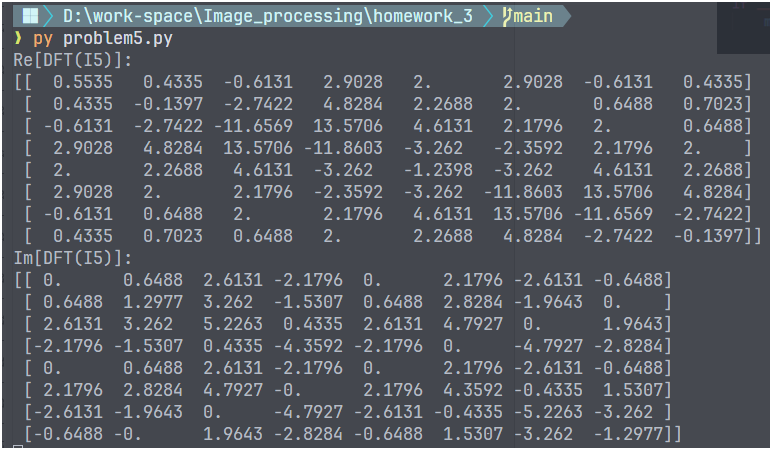 D:\work-space\Image_processing\homework_3 main
❯ py problem5.py
Re[DFT(I5)]:
[[  0.5535   0.4335  -0.6131   2.9028   2.       2.9028  -0.6131   0.4335]
 [  0.4335  -0.1397  -2.7422   4.8284   2.2688   2.       0.6488   0.7023]
 [ -0.6131  -2.7422 -11.6569  13.5706   4.6131   2.1796   2.       0.6488]
 [  2.9028   4.8284  13.5706 -11.8603  -3.262   -2.3592   2.1796   2.    ]
 [  2.       2.2688   4.6131  -3.262   -1.2398  -3.262    4.6131   2.2688]
 [  2.9028   2.       2.1796  -2.3592  -3.262  -11.8603  13.5706   4.8284]
 [ -0.6131   0.6488   2.       2.1796   4.6131  13.5706 -11.6569  -2.7422]
 [  0.4335   0.7023   0.6488   2.       2.2688   4.8284  -2.7422  -0.1397]]
Im[DFT(I5)]:
[[ 0.      0.6488  2.6131 -2.1796  0.      2.1796 -2.6131 -0.6488]
 [ 0.6488  1.2977  3.262  -1.5307  0.6488  2.8284 -1.9643  0.    ]
 [ 2.6131  3.262   5.2263  0.4335  2.6131  4.7927  0.      1.9643]
 [-2.1796 -1.5307  0.4335 -4.3592 -2.1796  0.     -4.7927 -2.8284]
 [ 0.      0.6488  2.6131 -2.1796  0.      2.1796 -2.6131 -0.6488]
 [ 2.1796  2.8284  4.7927 -0.      2.1796  4.3592 -0.4335  1.5307]
 [-2.6131 -1.9643  0.     -4.7927 -2.6131 -0.4335 -5.2263 -3.262 ]
 [-0.6488 -0.      1.9643 -2.8284 -0.6488  1.5307 -3.262  -1.2977]]